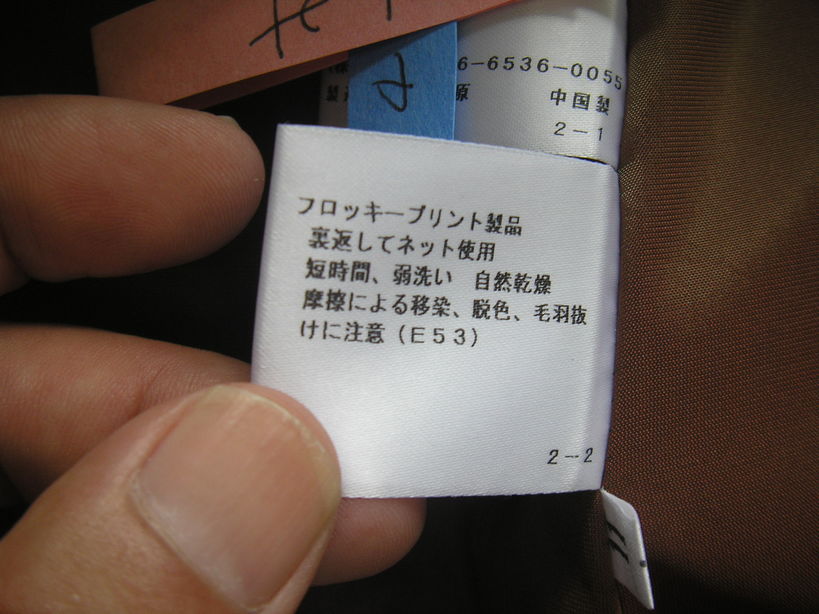 6-6536-0055
原
中国製
2-1
フロッキープリント製品
裏返してネット使用
短時間、弱洗い 自然乾燥
摩擦による移染、脱色、毛羽抜
けに注意（E53）
2-2